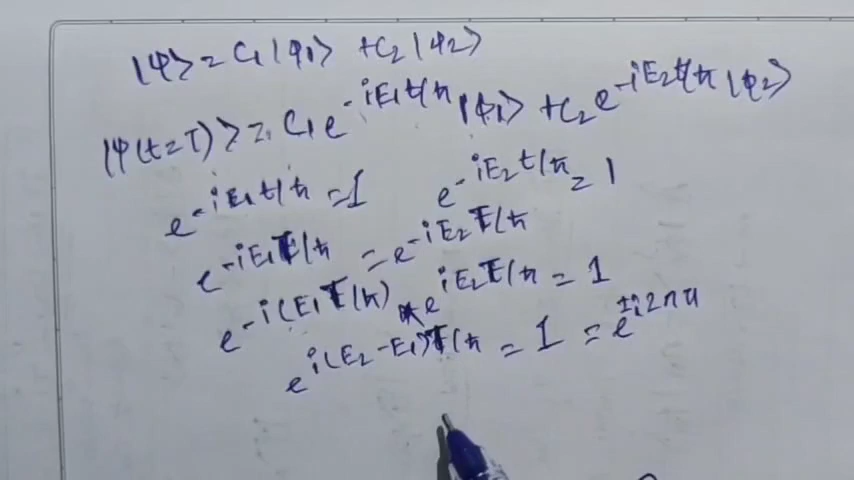 |ψ> = C₁|φ₁> + C₂|φ₂>
|ψ(t=T)> = C₁e^{-iE₁t/ħ}|φ₁> + C₂e^{-iE₂t/ħ}|φ₂>
e^{-iE₁t/ħ} = 1    e^{-iE₂t/ħ} = 1
e^{-iE₁T/ħ} = e^{-iE₂T/ħ}
e^{-i(E₁T/ħ)} * e^{iE₂T/ħ} = 1
e^{i(E₂-E₁)T/ħ} = 1 = e^{±i2nπ}